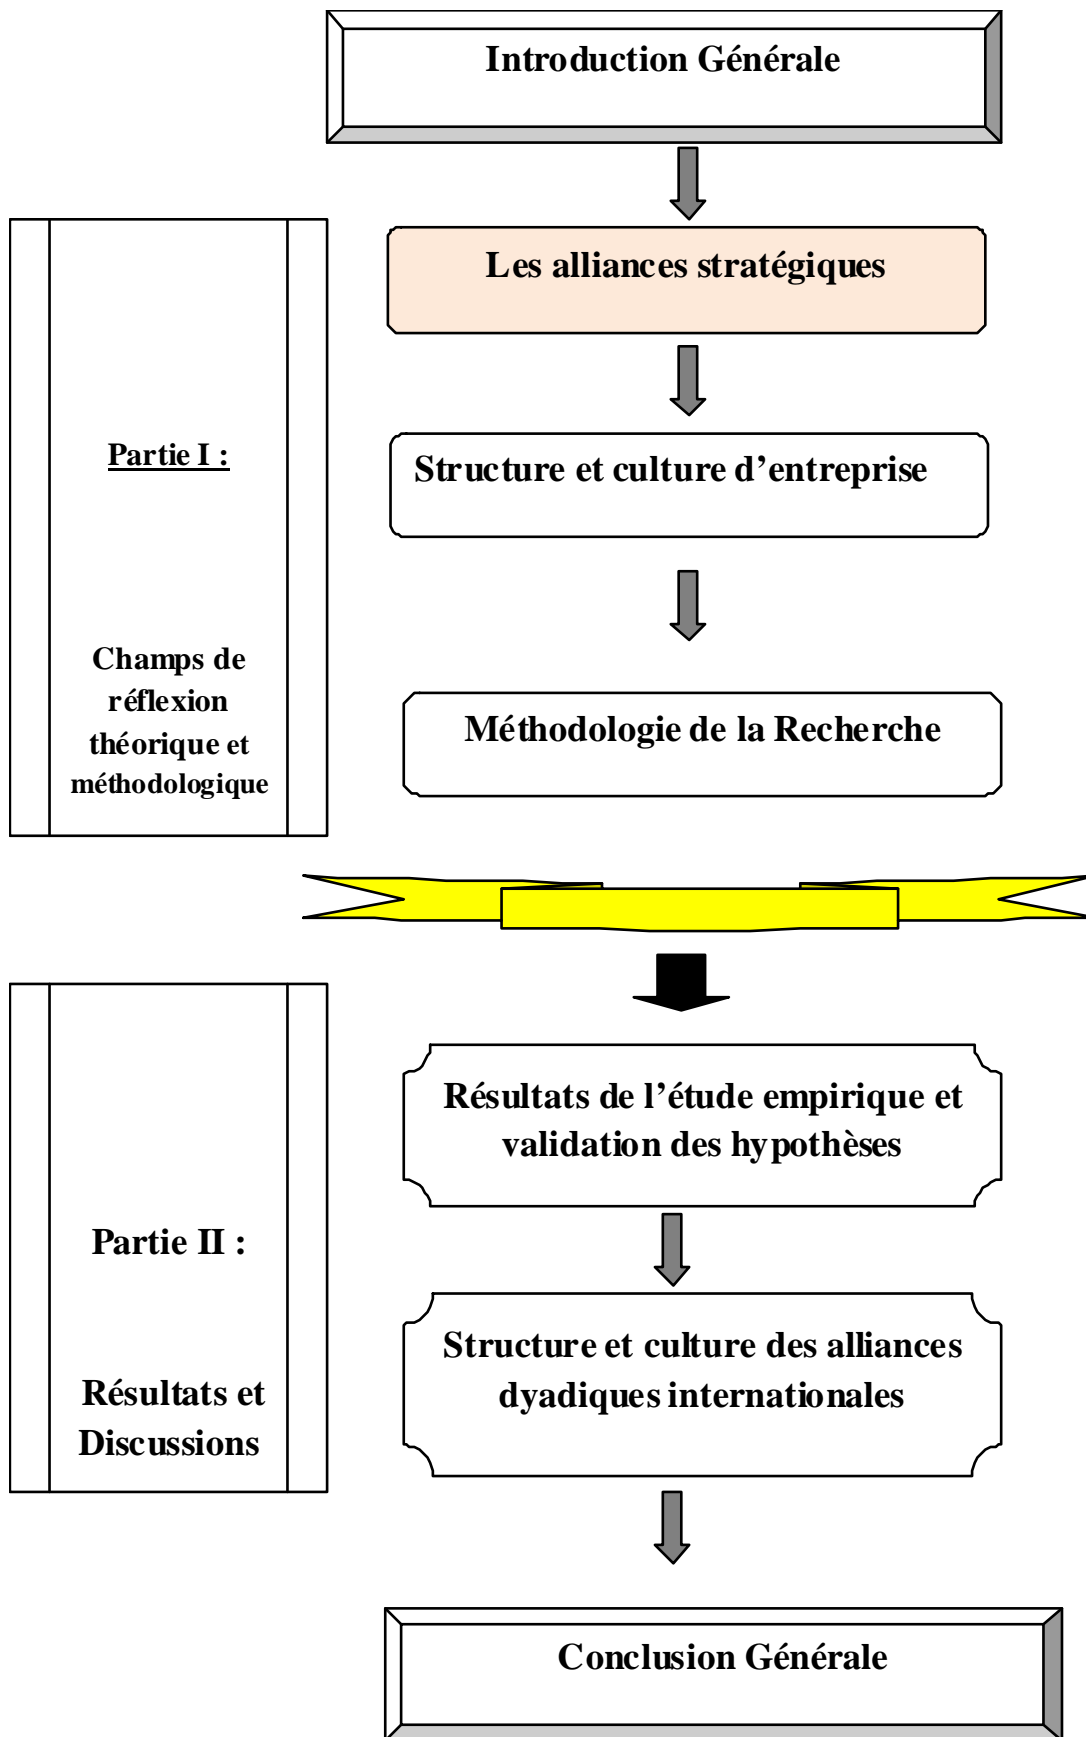 Introduction Générale
Les alliances stratégiques
Structure et culture d’entreprise
Partie I :
Champs de
réflexion
théorique et
méthodologique
Méthodologie de la Recherche
Résultats de l’étude empirique et
validation des hypothèses
Partie II :
Résultats et
Discussions
Structure et culture des alliances
dyadiques internationales
Conclusion Générale